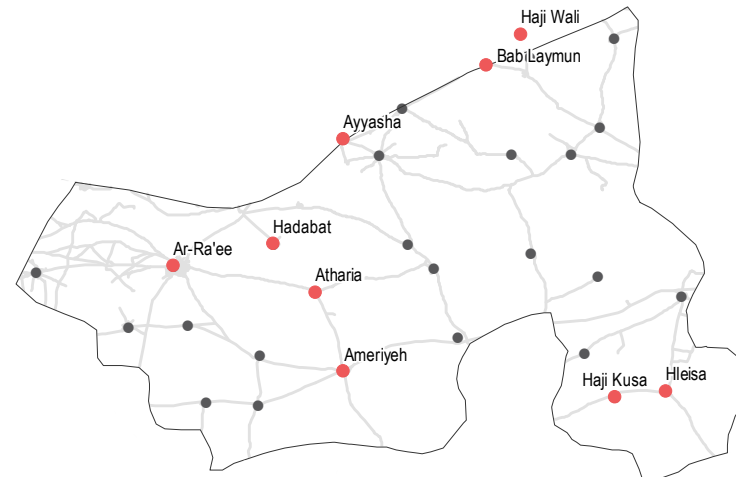 Haji Wali
Bab Laymun
Ayyasha
Hadabat
Ar-Ra'ee
Atharia
Ameriyeh
Haji Kusa
Hleisa